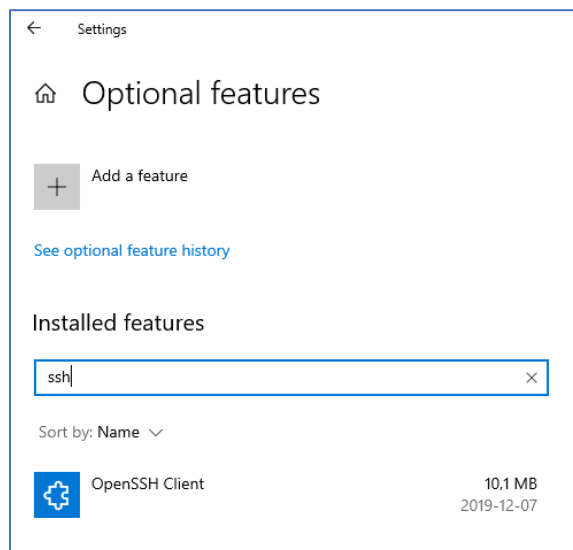 Settings
Optional features
Add a feature
See optional feature history
Installed features
ssh
Sort by: Name
OpenSSH Client 10,1 MB
2019-12-07